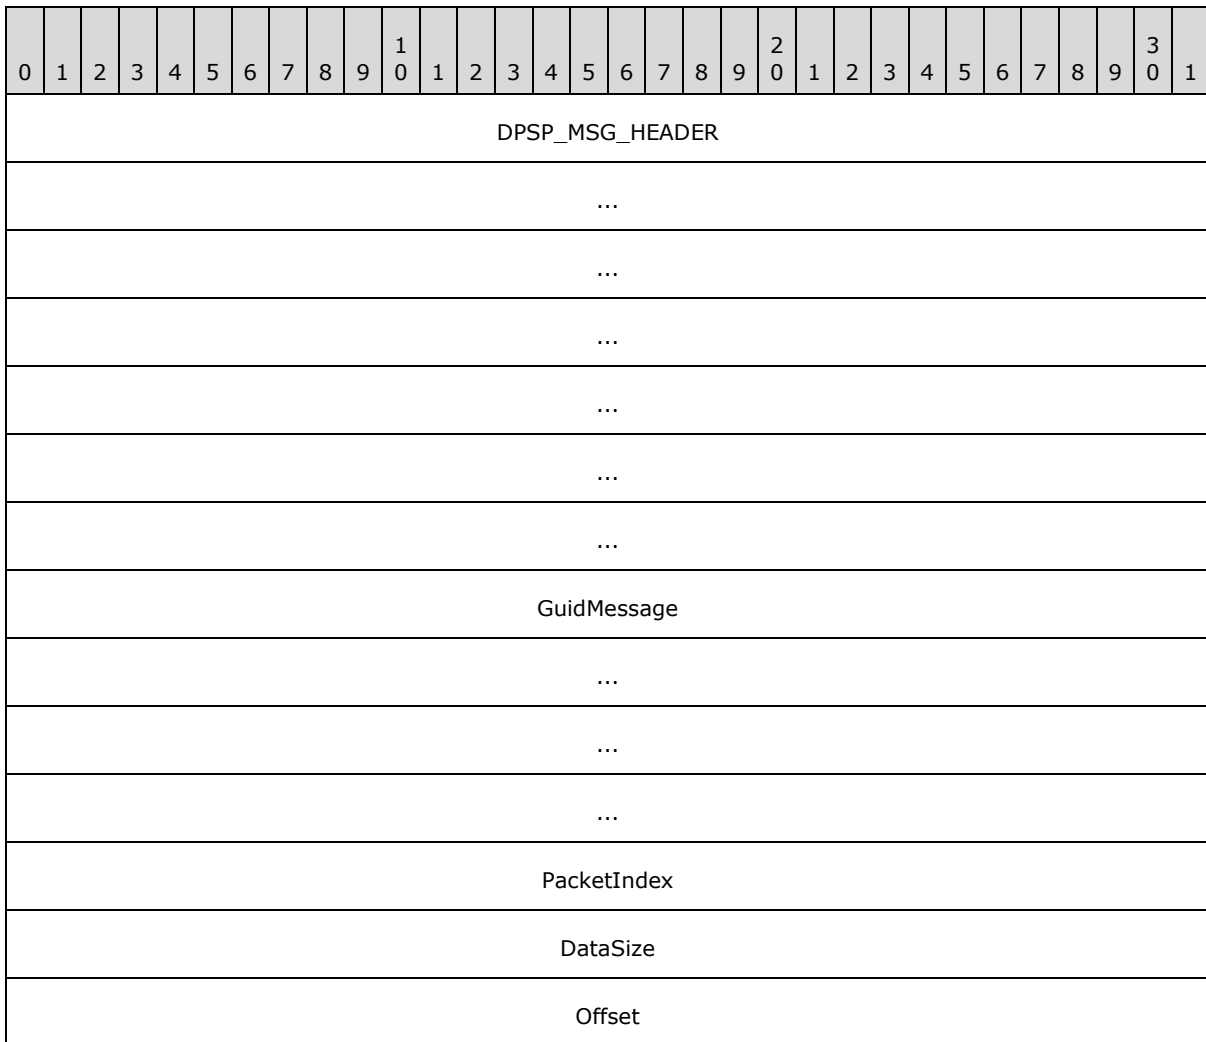 1 2 3
0 1 2 3 4 5 6 7 8 9 0 1 2 3 4 5 6 7 8 9 0 1 2 3 4 5 6 7 8 9 0 1
DPSP_MSG_HEADER
...
...
...
...
...
...
GuidMessage
...
...
...
PacketIndex
DataSize
Offset